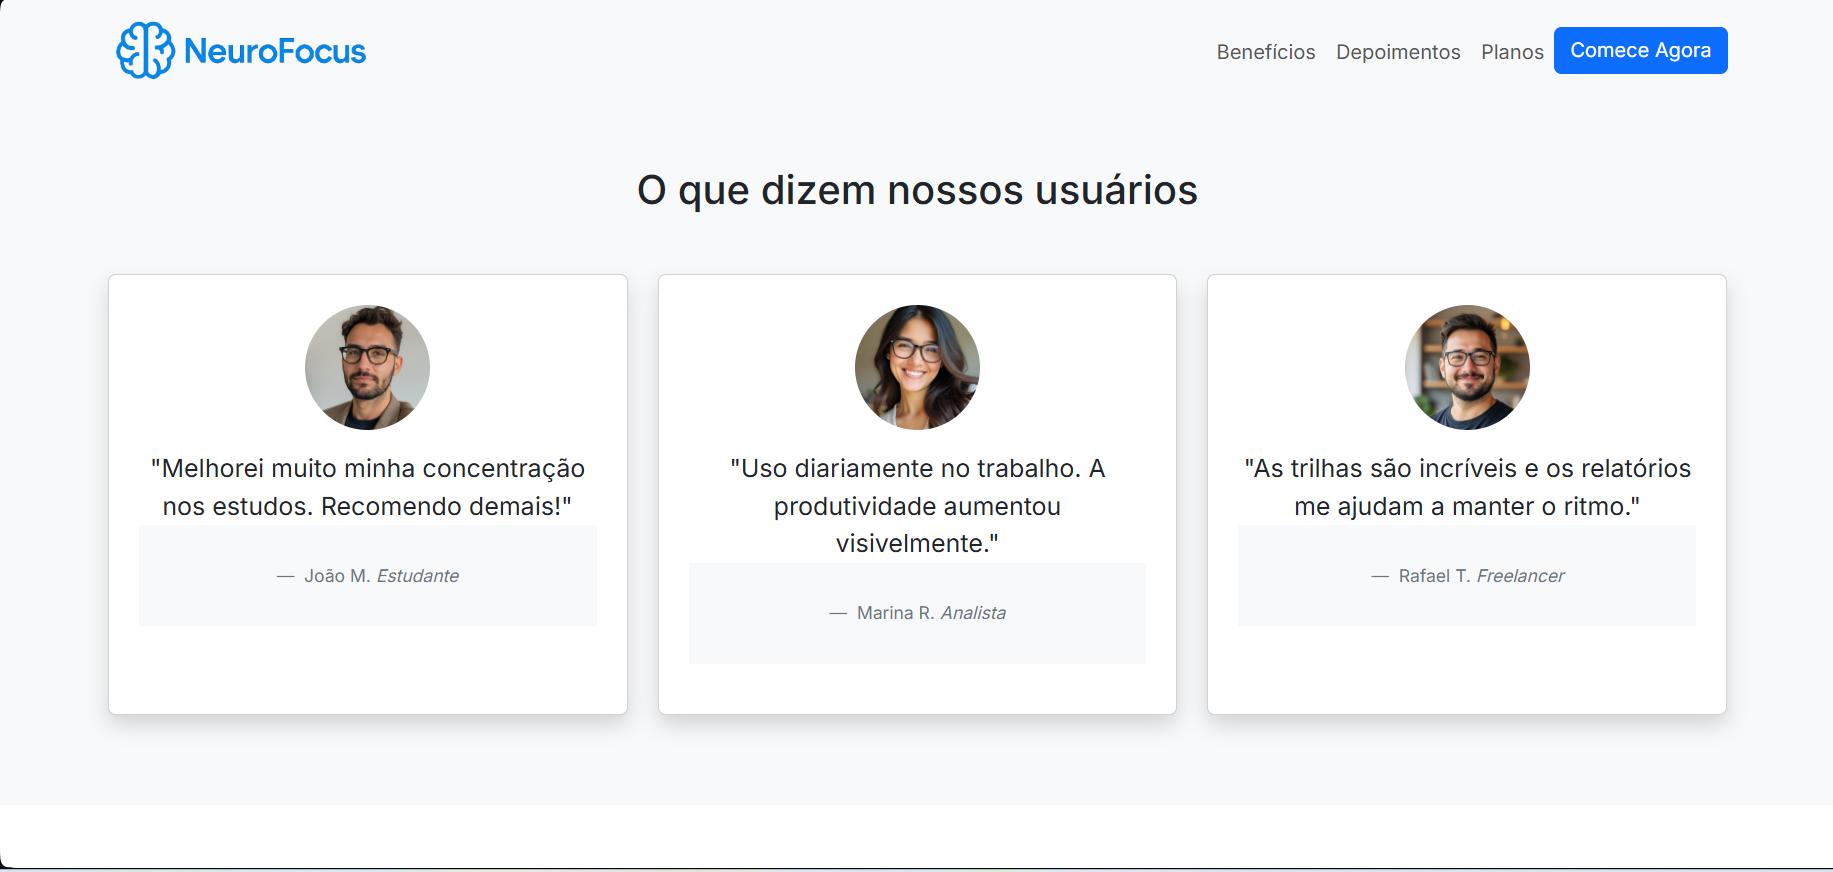 NeuroFocus
Benefícios Depoimentos Planos Comece Agora
O que dizem nossos usuários
"Melhorei muito minha concentração
nos estudos. Recomendo demais!"
— João M. Estudante
"Uso diariamente no trabalho. A
produtividade aumentou
visivelmente."
— Marina R. Analista
"As trilhas são incríveis e os relatórios
me ajudam a manter o ritmo."
— Rafael T. Freelancer